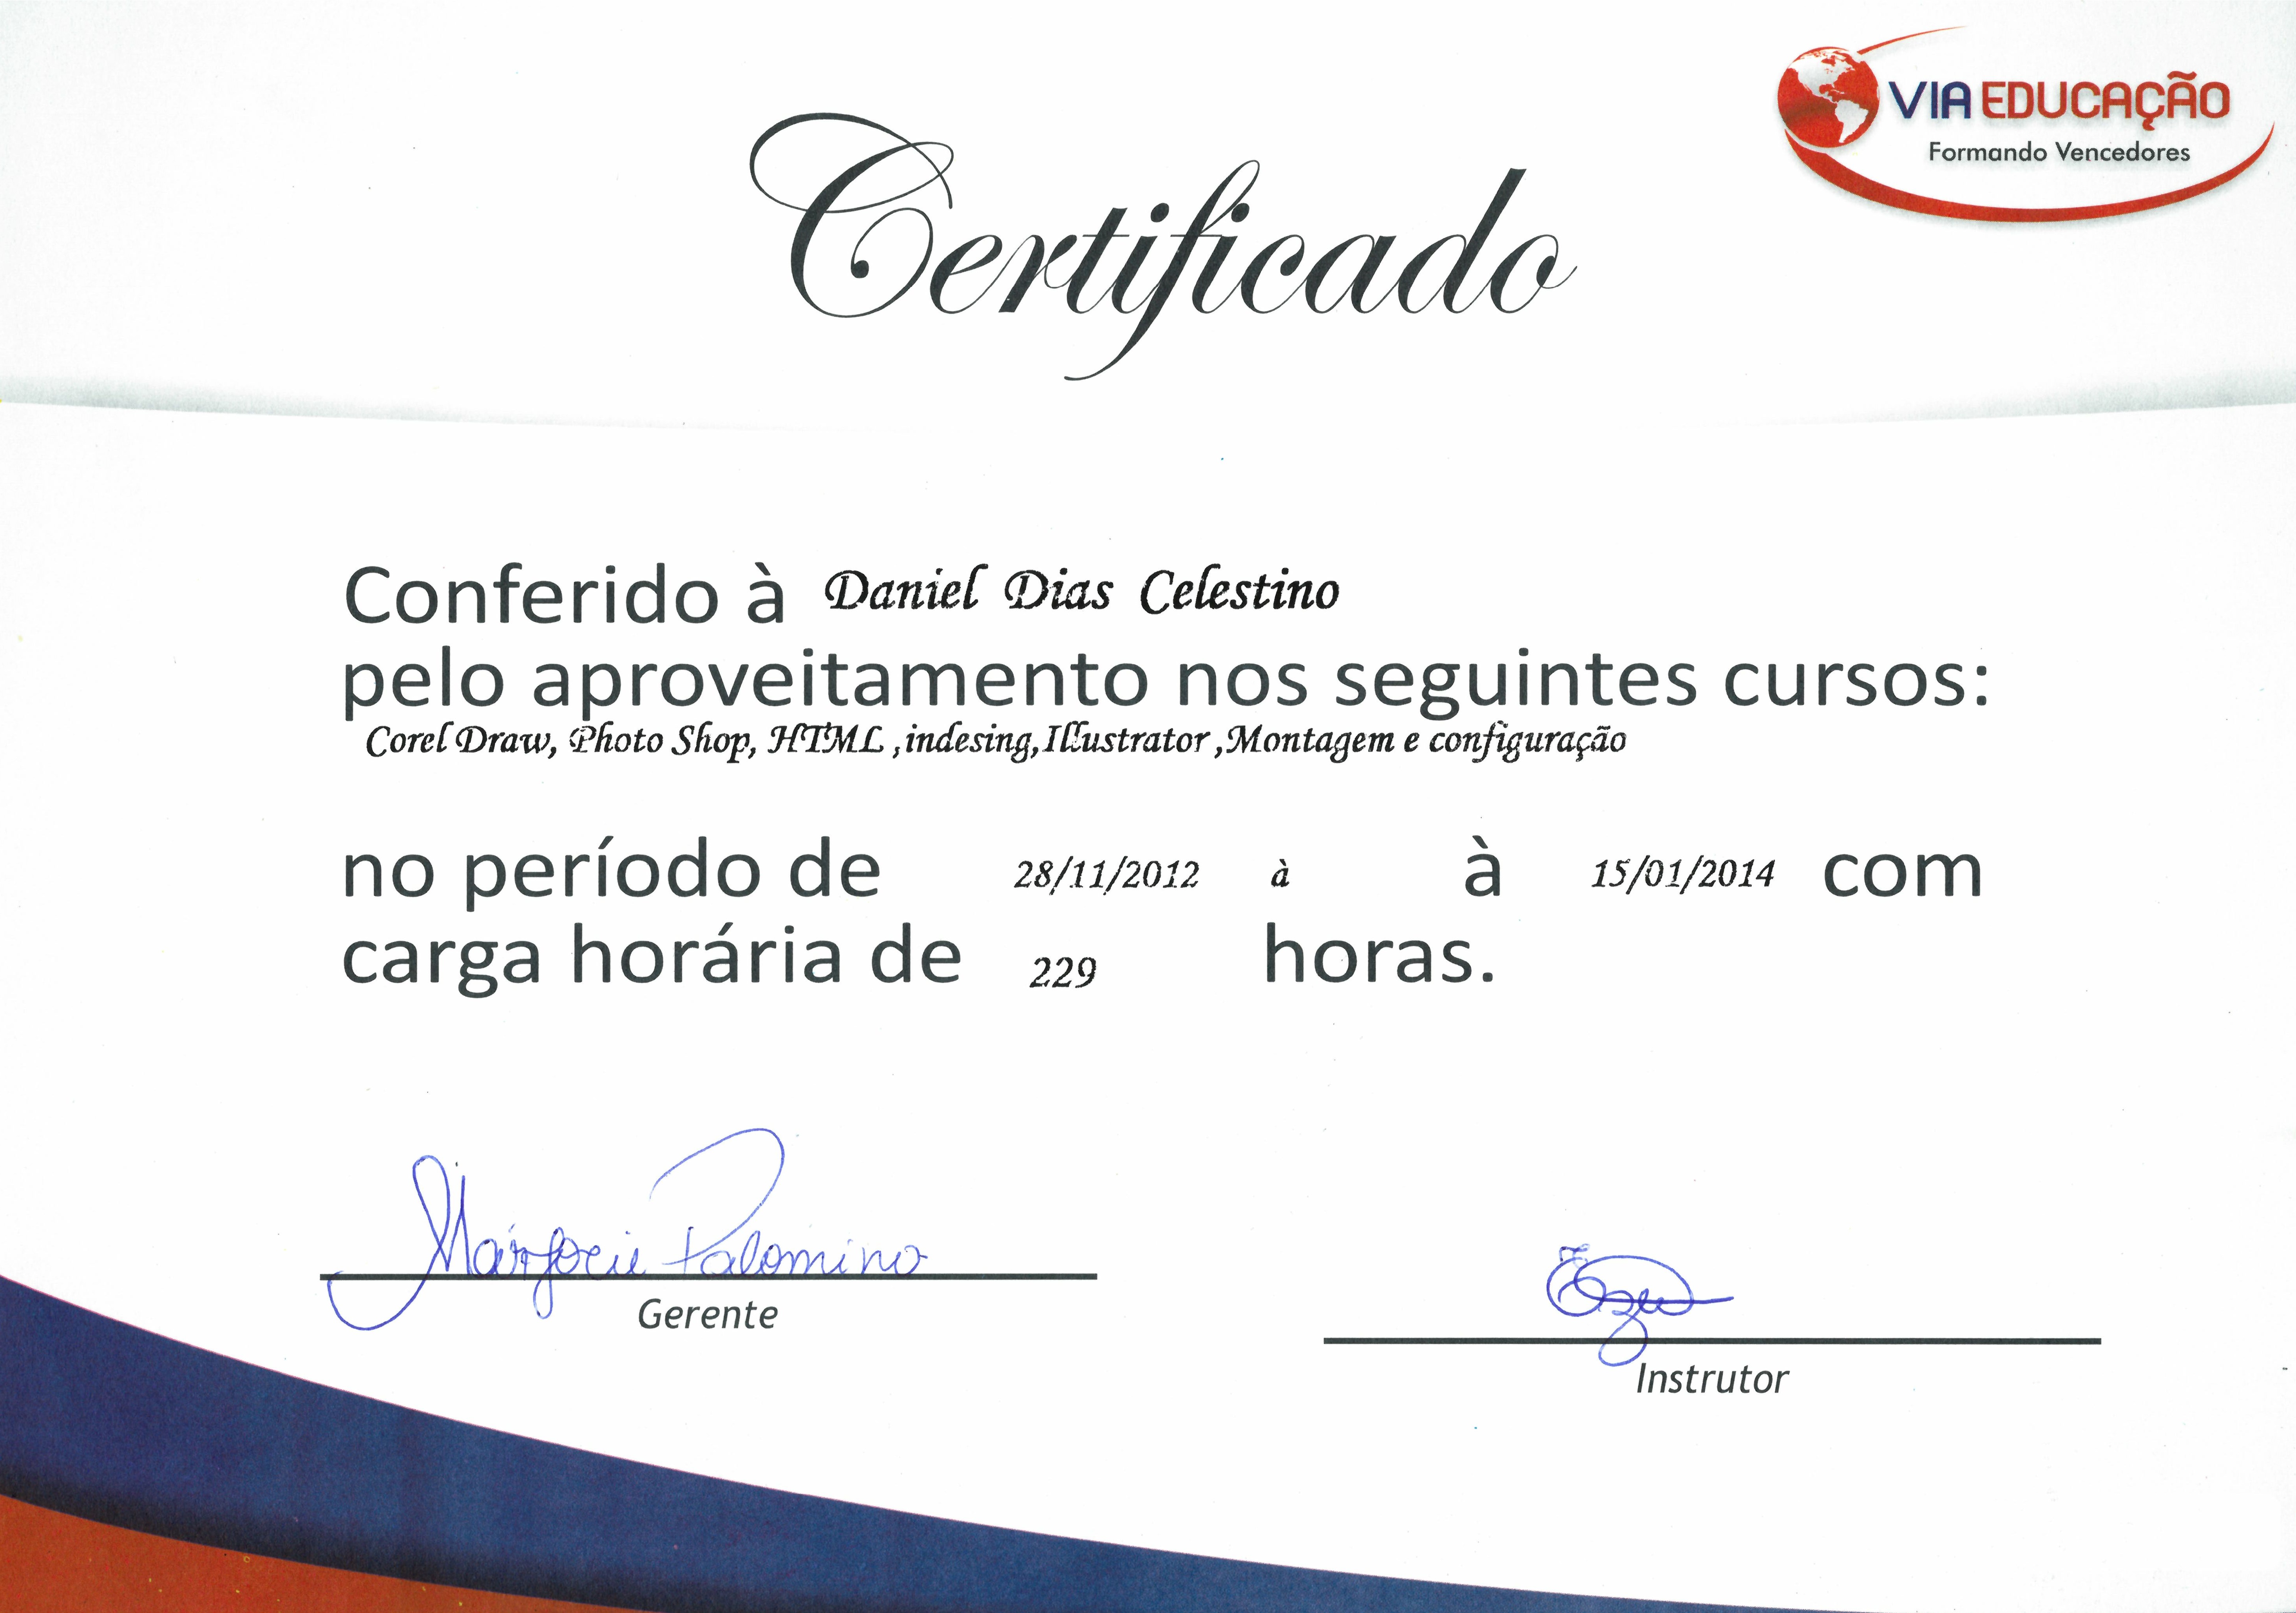 VIA EDUCAÇÃO
Formando Vencedores
Certificado
Conferido à Daniel Dias Celestino
pelo aproveitamento nos seguintes cursos:
Corel Draw, Photo Shop, HTML ,indesing,Illustrator ,Montagem e configuração
no período de 28/11/2012 à à 15/01/2014 com
carga horária de 229 horas.
Marjorie Palomino
Gerente
Instrutor